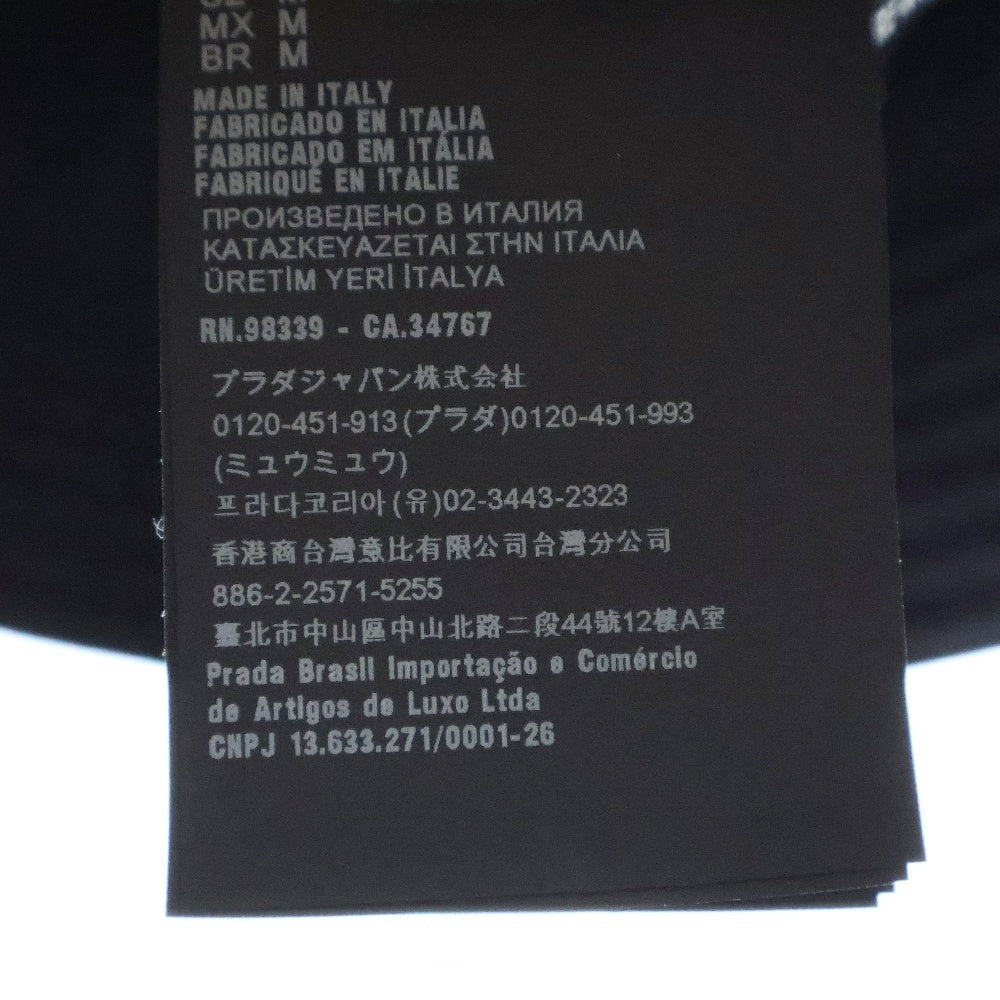 MX M
BR M
MADE IN ITALY
FABRICADO EN ITALIA
FABRICADO EM ITÁLIA
FABRIQUÉ EN ITALIE
ПРОИЗВЕДЕНО В ИТАЛИЯ
ΚΑΤΑΣΚΕΥΑΖΕΤΑΙ ΣΤΗΝ ΙΤΑΛΙΑ
ÜRETİM YERİ İTALYA
RN.98339 - CA.34767
プラダジャパン株式会社
0120-451-913(プラダ)0120-451-993
(ミュウミュウ)
프라다코리아(유)02-3443-2323
香港商台灣意比有限公司台灣分公司
886-2-2571-5255
臺北市中山區中山北路二段44號12樓A室
Prada Brasil Importação e Comércio
de Artigos de Luxo Ltda
CNPJ 13.633.271/0001-26